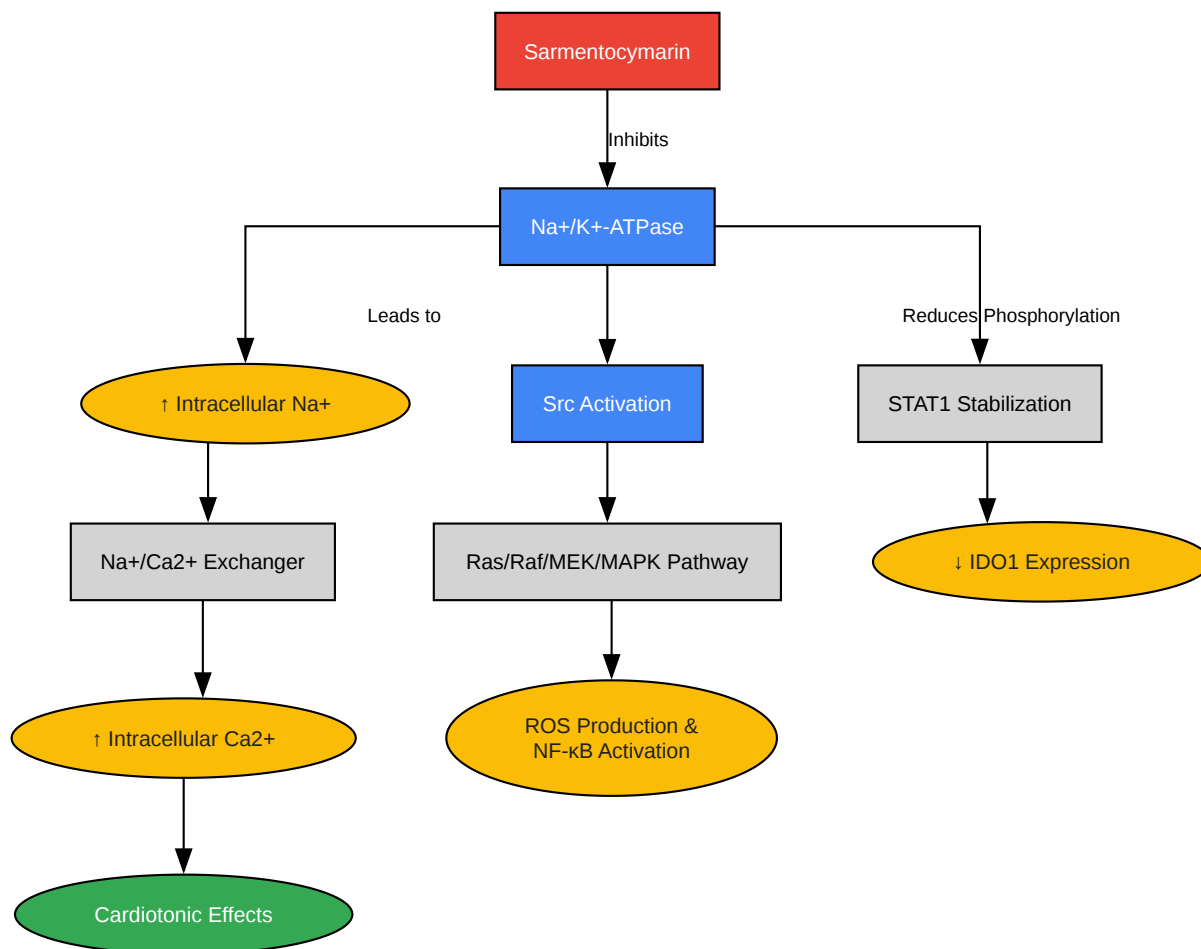 Sarmentocymarin
Inhibits
Na+/K+-ATPase
Leads to
Reduces Phosphorylation
↑ Intracellular Na+
Src Activation
STAT1 Stabilization
Na+/Ca2+ Exchanger
Ras/Raf/MEK/MAPK Pathway
↓ IDO1 Expression
↑ Intracellular Ca2+
ROS Production &
NF-κB Activation
Cardiotonic Effects